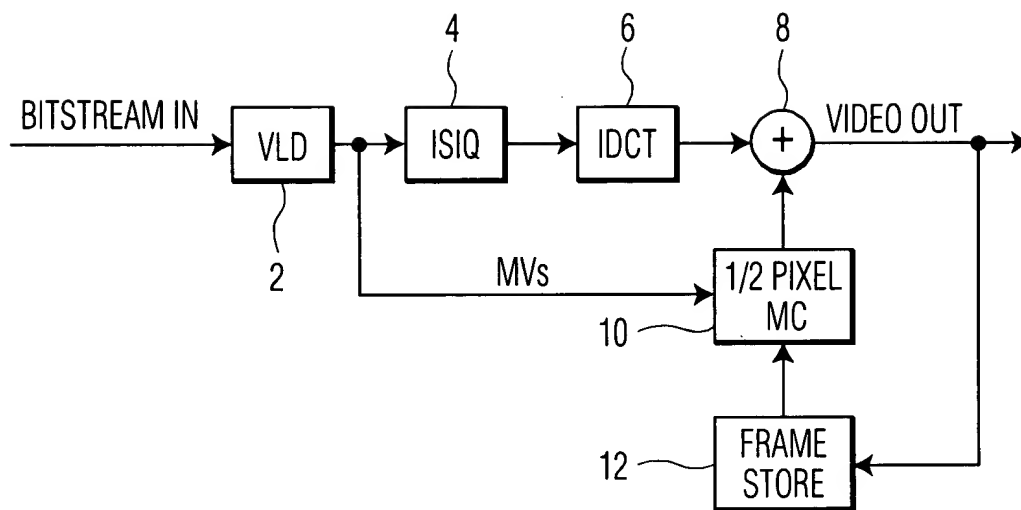 4
6
8
BITSTREAM IN
VLD
ISIQ
IDCT
+
VIDEO OUT
2
MVs
1/2 PIXEL
MC
10
12
FRAME
STORE